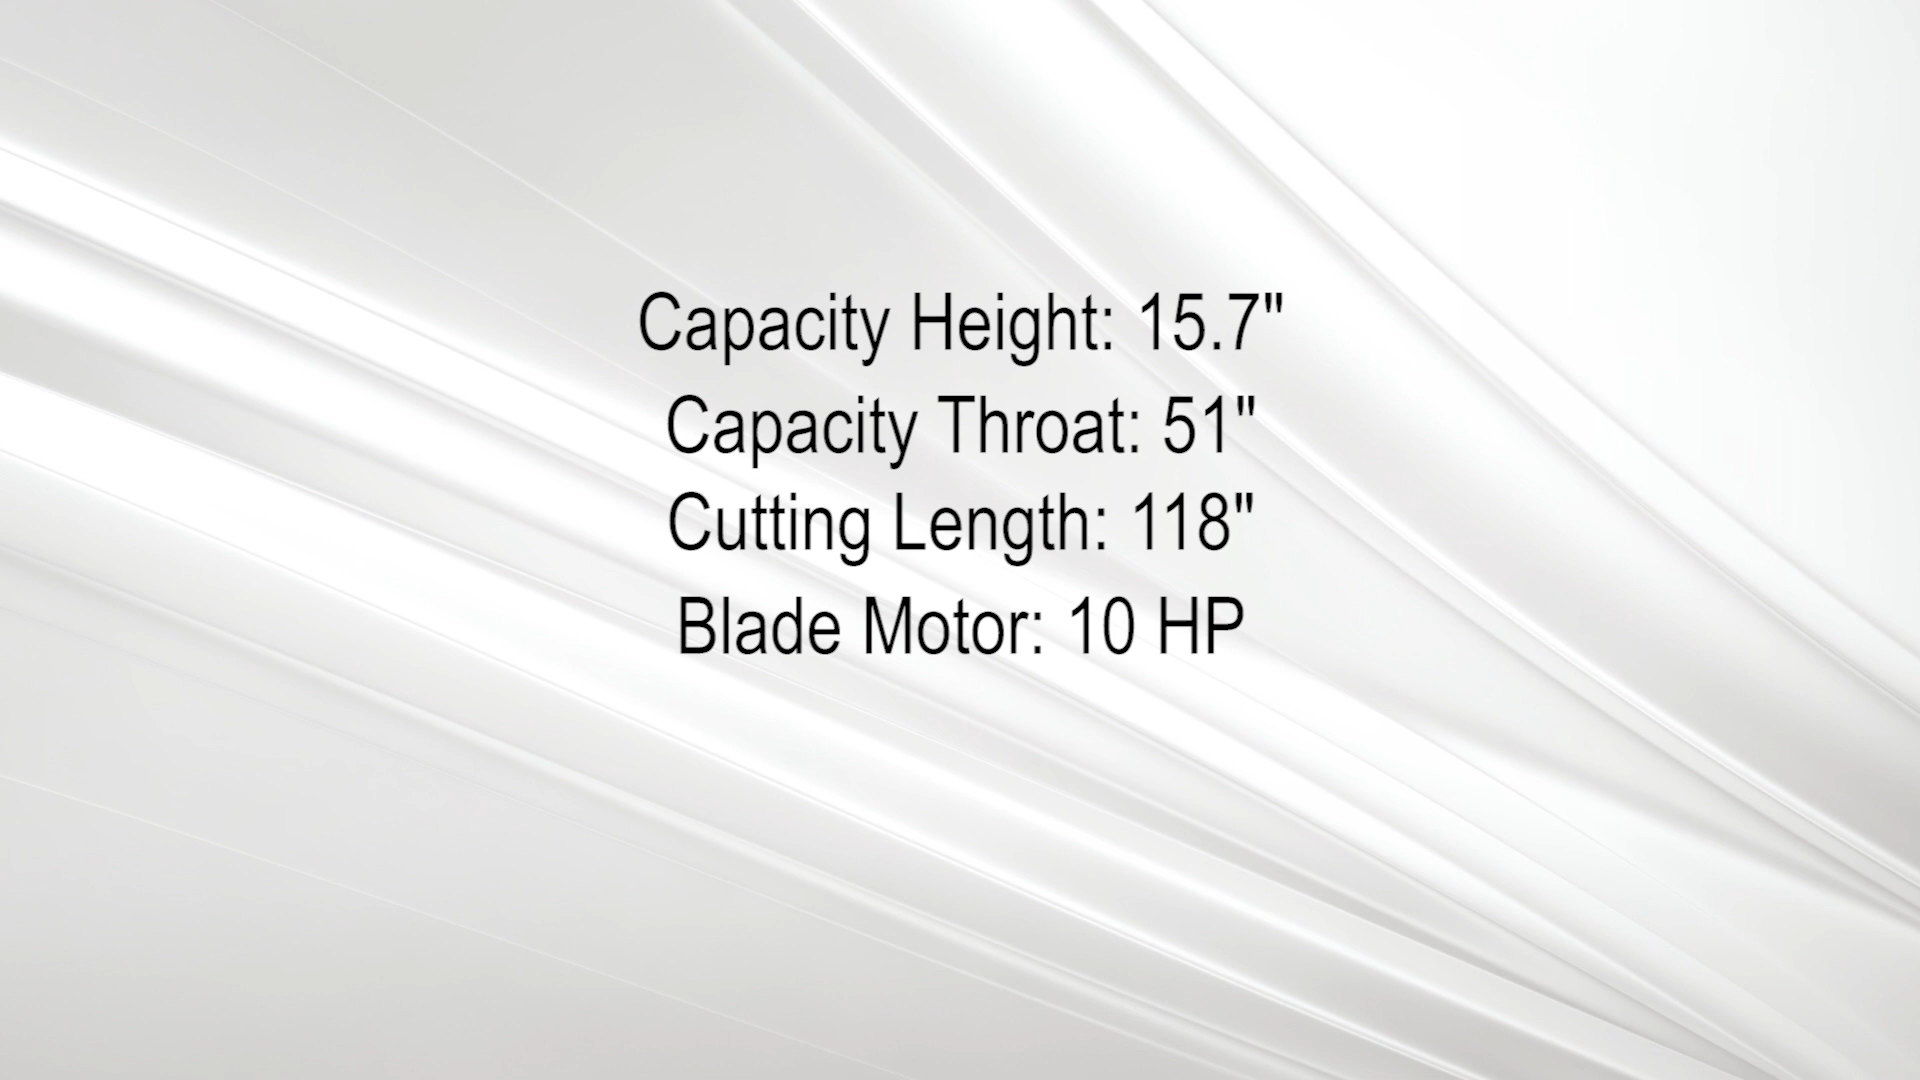 Capacity Height: 15.7"
Capacity Throat: 51"
Cutting Length: 118"
Blade Motor: 10 HP